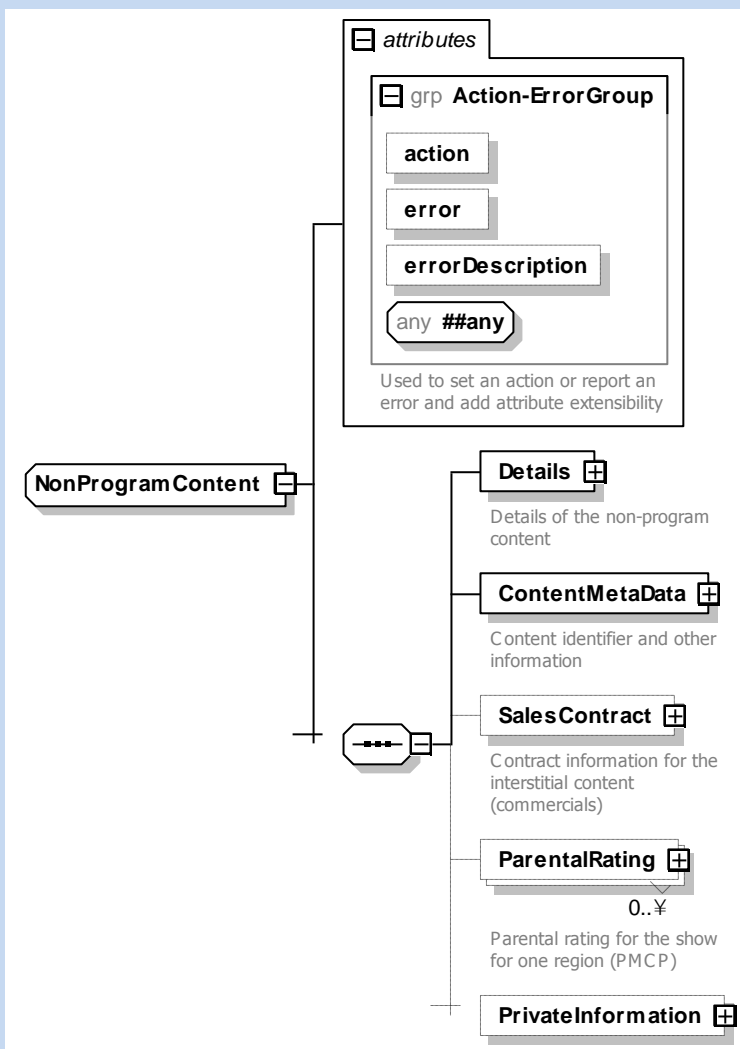 attributes
grp Action-ErrorGroup
action
error
errorDescription
any ##any
Used to set an action or report an
error and add attribute extensibility
NonProgramContent
Details
Details of the non-program
content
ContentMetaData
Content identifier and other
information
SalesContract
Contract information for the
interstitial content
(commercials)
ParentalRating
0..¥
Parental rating for the show
for one region (PMCP)
PrivateInformation